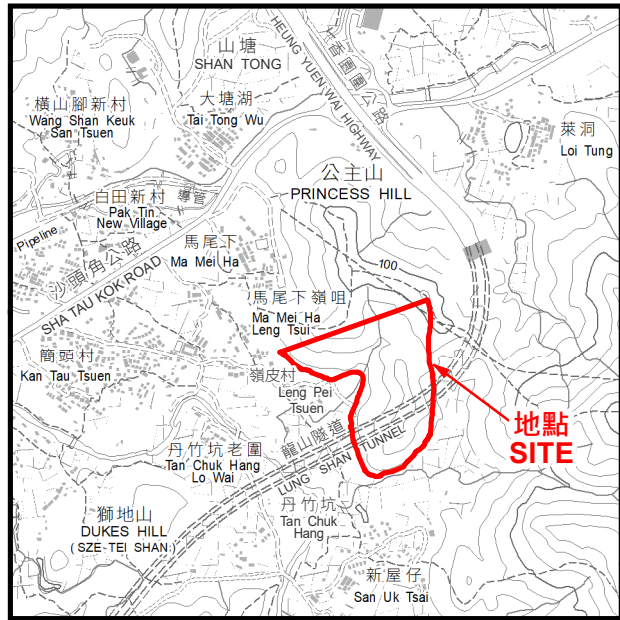 山塘
SHAN TONG
HEUNG YUEN WAI HIGHWAY
香園圍公路
橫山腳新村
Wang Shan Keuk
San Tsuen
大塘湖
Tai Tong Wu
萊洞
Loi Tung
公主山
PRINCESS HILL
白田新村
Pak Tin
New Village
導管
Pipeline
沙頭角公路
SHA TAU KOK ROAD
馬尾下
Ma Mei Ha
100
馬尾下嶺咀
Ma Mei Ha
Leng Tsui
簡頭村
Kan Tau Tsuen
嶺皮村
Leng Pei
Tsuen
地點
SITE
龍山隧道
LUNG SHAN TUNNEL
丹竹坑老圍
Tan Chuk Hang
Lo Wai
獅地山
DUKES HILL
( SZE TEI SHAN )
丹竹坑
Tan Chuk
Hang
新屋仔
San Uk Tsai